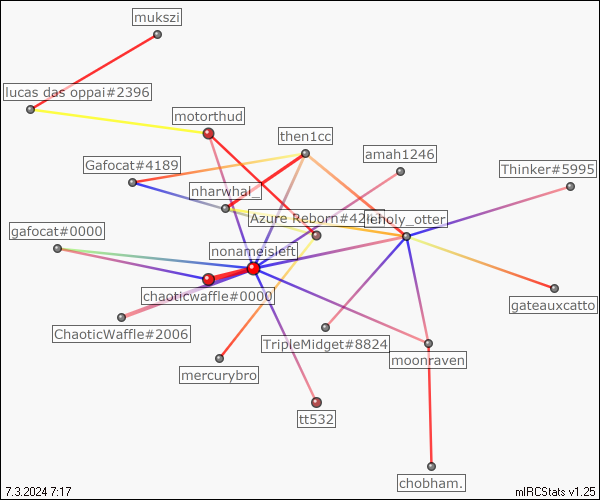 mukszi
lucas das oppai#2396
motorthud
then1cc
amah1246
Gafocat#4189
Thinker#5995
nharwhal_
Azure Reborn#42
leholy_otter
gafocat#0000
nonameisleft
chaoticwaffle#0000
gateauxcatto
ChaoticWaffle#2006
TripleMidget#8824
moonraven
mercurybro
tt532
chobham.
7.3.2024 7:17
mIRCStats v1.25